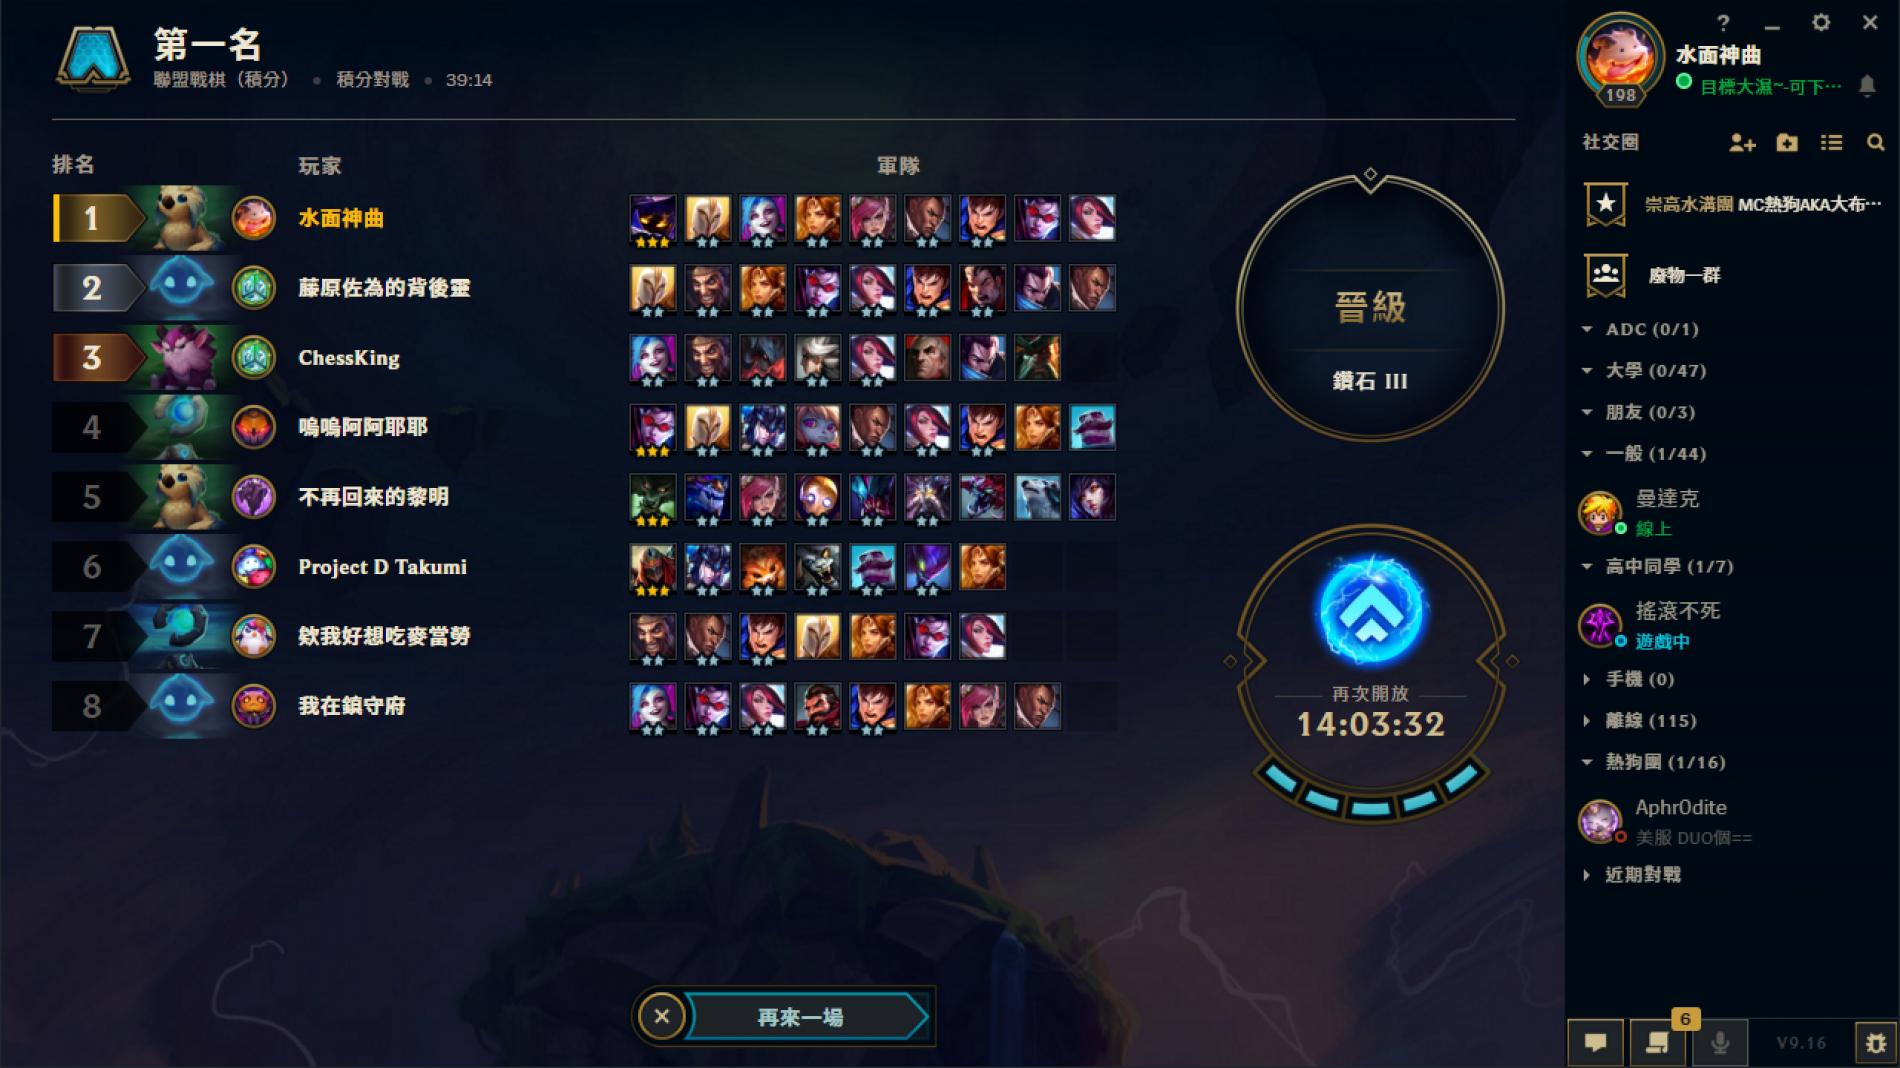 第一名
聯盟戰棋（積分） • 積分對戰 • 39:14
排名 玩家 軍隊
1 水面神曲
2 藤原佐為的背後靈
3 ChessKing
4 嗚嗚阿阿耶耶
5 不再回來的黎明
6 Project D Takumi
7 欸我好想吃麥當勞
8 我在鎮守府
晉級
鑽石 III
再次開放
14:03:32
再來一場
?
水面神曲
198
目標大濕~-可下…
社交圈
崇高水溝團 MC熱狗AKA大布…
廢物一群
ADC (0/1)
大學 (0/47)
朋友 (0/3)
一般 (1/44)
曼達克
線上
高中同學 (1/7)
搖滾不死
遊戲中
手機 (0)
離線 (115)
熱狗團 (1/16)
Aphr0dite
美服 DUO個==
近期對戰
6
V9.16